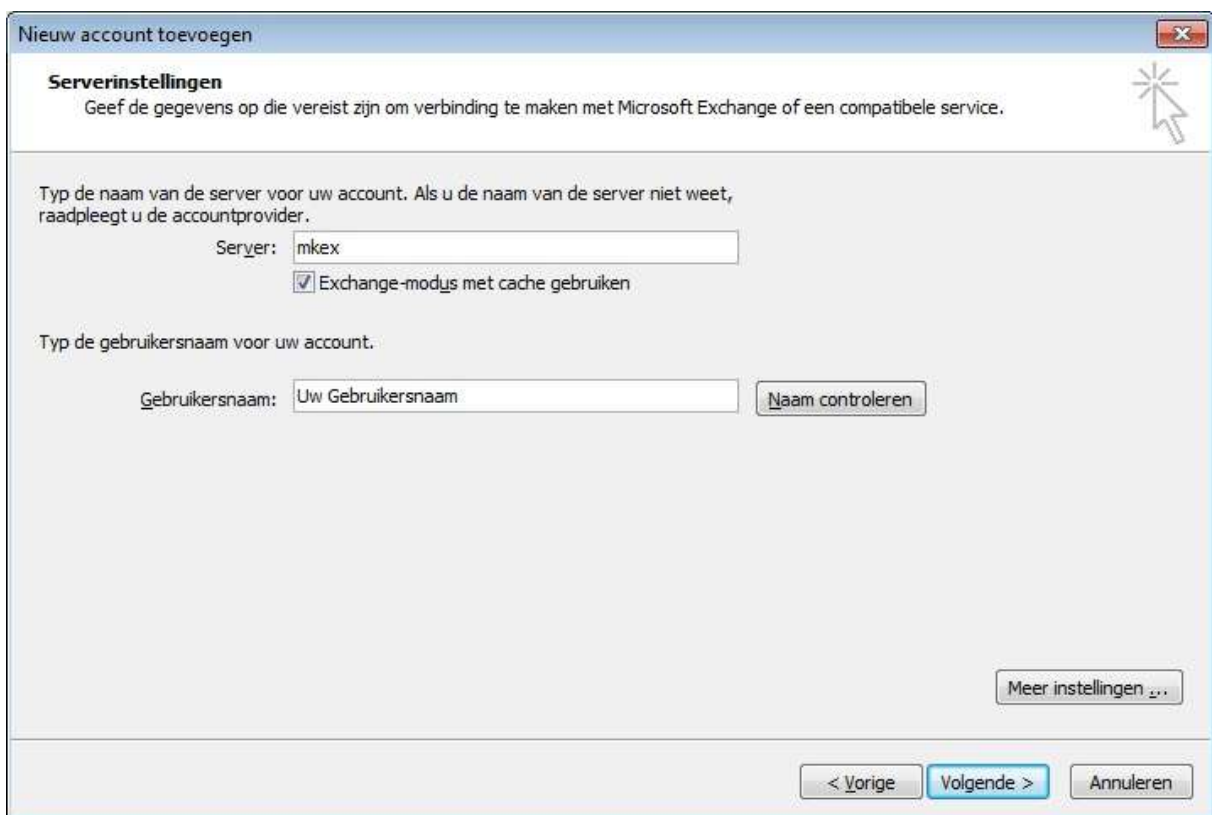 Nieuw account toevoegen
Serverinstellingen
Geef de gegevens op die vereist zijn om verbinding te maken met Microsoft Exchange of een compatibele service.
Typ de naam van de server voor uw account. Als u de naam van de server niet weet,
raadpleegt u de accountprovider.
Server: mkex
Exchange-modus met cache gebruiken
Typ de gebruikersnaam voor uw account.
Gebruikersnaam: Uw Gebruikersnaam Naam controleren
Meer instellingen ...
< Vorige Volgende > Annuleren